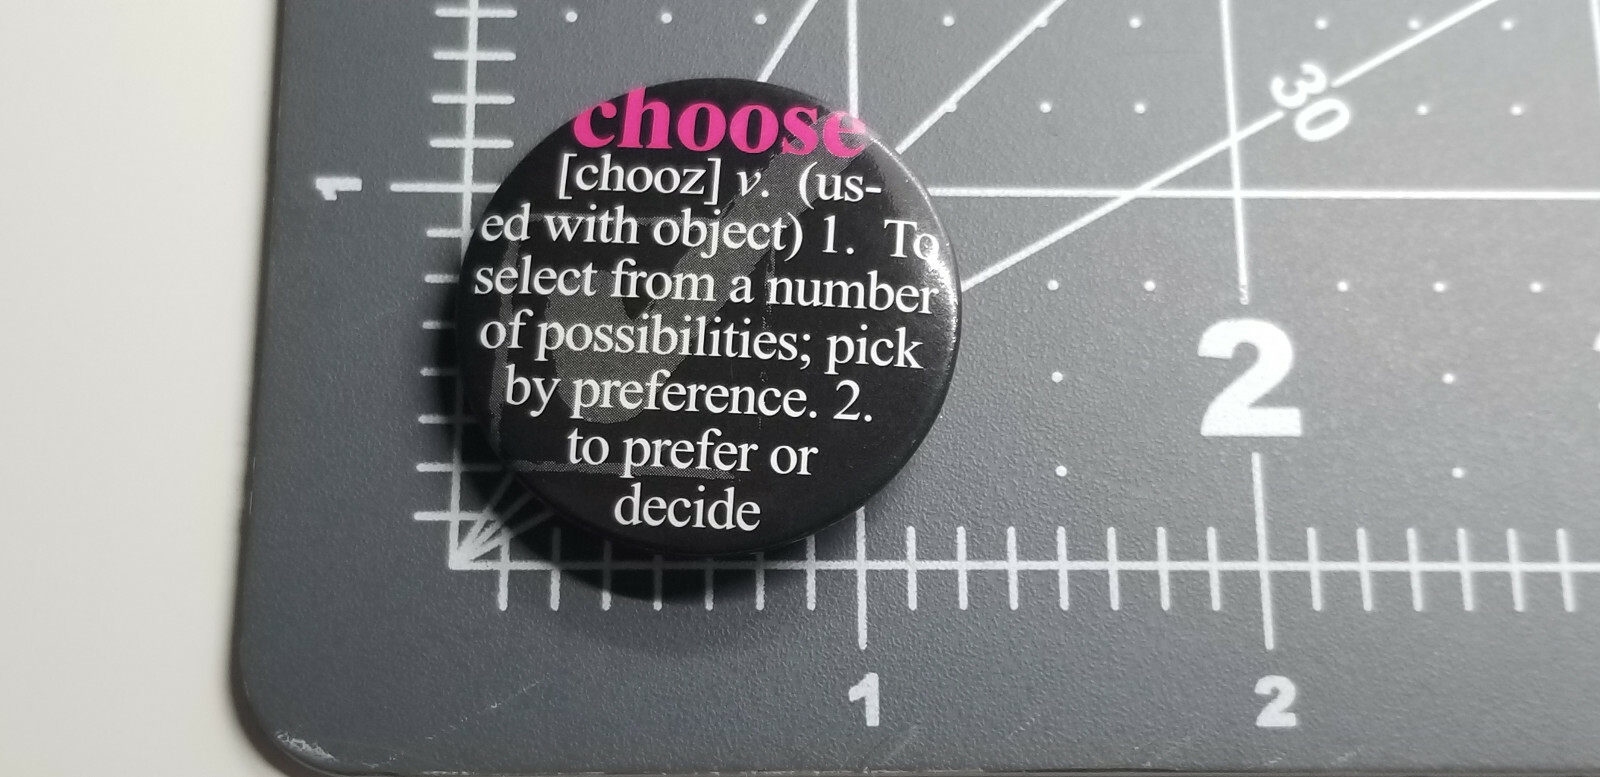 choose
[chooz] v. (us-
ed with object) 1. To
select from a number
of possibilities; pick
by preference. 2.
to prefer or
decide
30
1
2
1
2